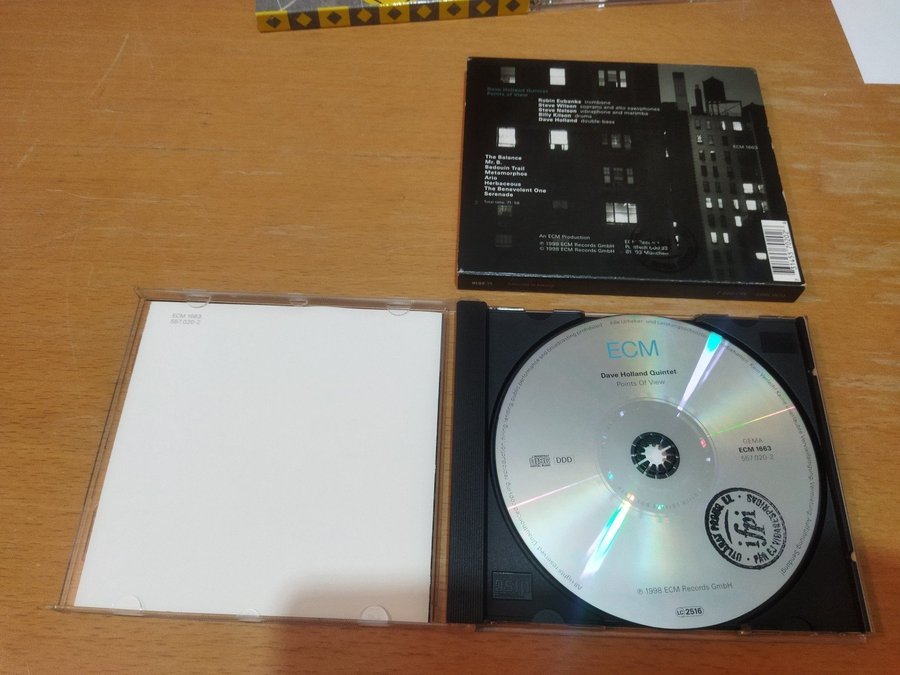 Dave Holland Quintet
Points of View
Robin Eubanks trombone
Steve Wilson soprano and alto saxophones
Steve Nelson vibraphone and marimba
Billy Kilson drums
Dave Holland double-bass
ECM 1663
The Balance
Mr. B.
Bedouin Trail
Metamorphos
Ario
Herbaceous
The Benevolent One
Serenade
Total time
An ECM Production
℗ 1998 ECM Records GmbH
© 1998 ECM Records GmbH
München
ECM 1663
557 020-2
ECM
Dave Holland Quintet
Points Of View
DDD
GEMA
ECM 1663
557 020-2
ifpi
℗ 1998 ECM Records GmbH
LC 2516